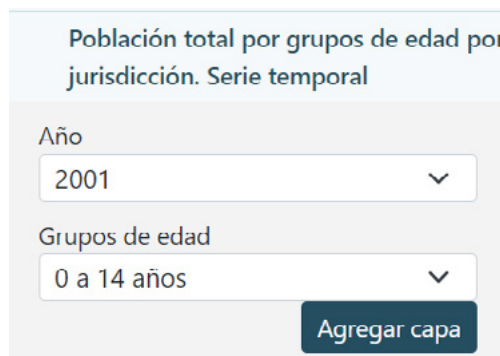 Población total por grupos de edad por
jurisdicción. Serie temporal
Año
2001
Grupos de edad
0 a 14 años
Agregar capa